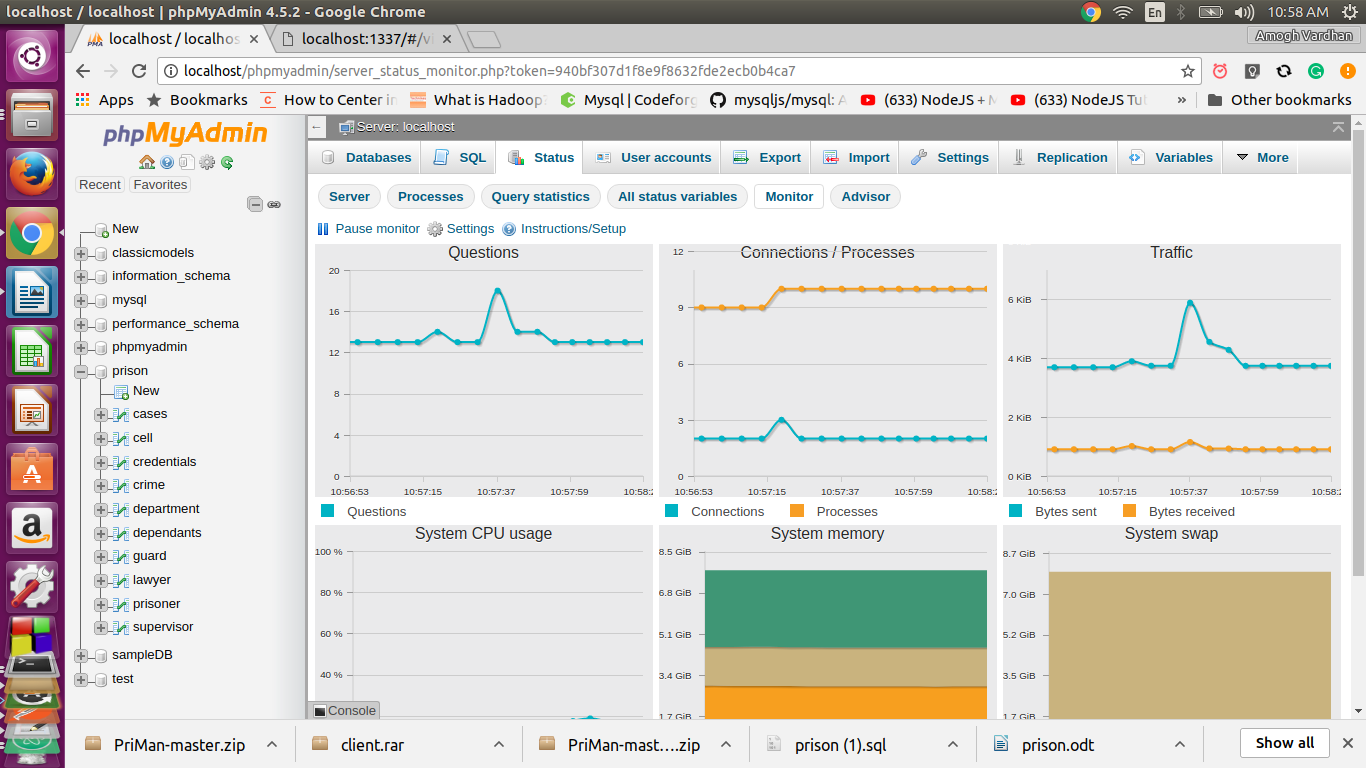 localhost / localhost | phpMyAdmin 4.5.2 - Google Chrome
En
10:58 AM
PMA
localhost / localhos
localhost:1337/#/v
Amogh Vardhan
localhost/phpmyadmin/server_status_monitor.php?token=940bf307d1f8e9f8632fde2ecb0b4ca7
Apps
Bookmarks
How to Center in
What is Hadoop
Mysql | Codeforg
mysqljs/mysql: A
(633) NodeJS + M
(633) NodeJS Tut
»
Other bookmarks
phpMyAdmin
Recent
Favorites
New
classicmodels
information_schema
mysql
performance_schema
phpmyadmin
prison
New
cases
cell
credentials
crime
department
dependants
guard
lawyer
prisoner
supervisor
sampleDB
test
Server: localhost
Databases
SQL
Status
User accounts
Export
Import
Settings
Replication
Variables
More
Server
Processes
Query statistics
All status variables
Monitor
Advisor
Pause monitor
Settings
Instructions/Setup
Questions
20
16
12
8
4
0
10:56:53
10:57:15
10:57:37
10:57:59
10:58:2
Questions
Connections / Processes
12
9
6
3
0
10:56:53
10:57:15
10:57:37
10:57:59
10:58:2
Connections
Processes
Traffic
6 KiB
4 KiB
2 KiB
0 KiB
10:56:53
10:57:15
10:57:37
10:57:59
10:58:2
Bytes sent
Bytes received
System CPU usage
100 %
80 %
60 %
40 %
Console
System memory
8.5 GiB
6.8 GiB
5.1 GiB
3.4 GiB
1.7 GiB
System swap
8.7 GiB
7.0 GiB
5.2 GiB
3.5 GiB
1.7 GiB
PriMan-master.zip
client.rar
PriMan-mast....zip
prison (1).sql
prison.odt
Show all